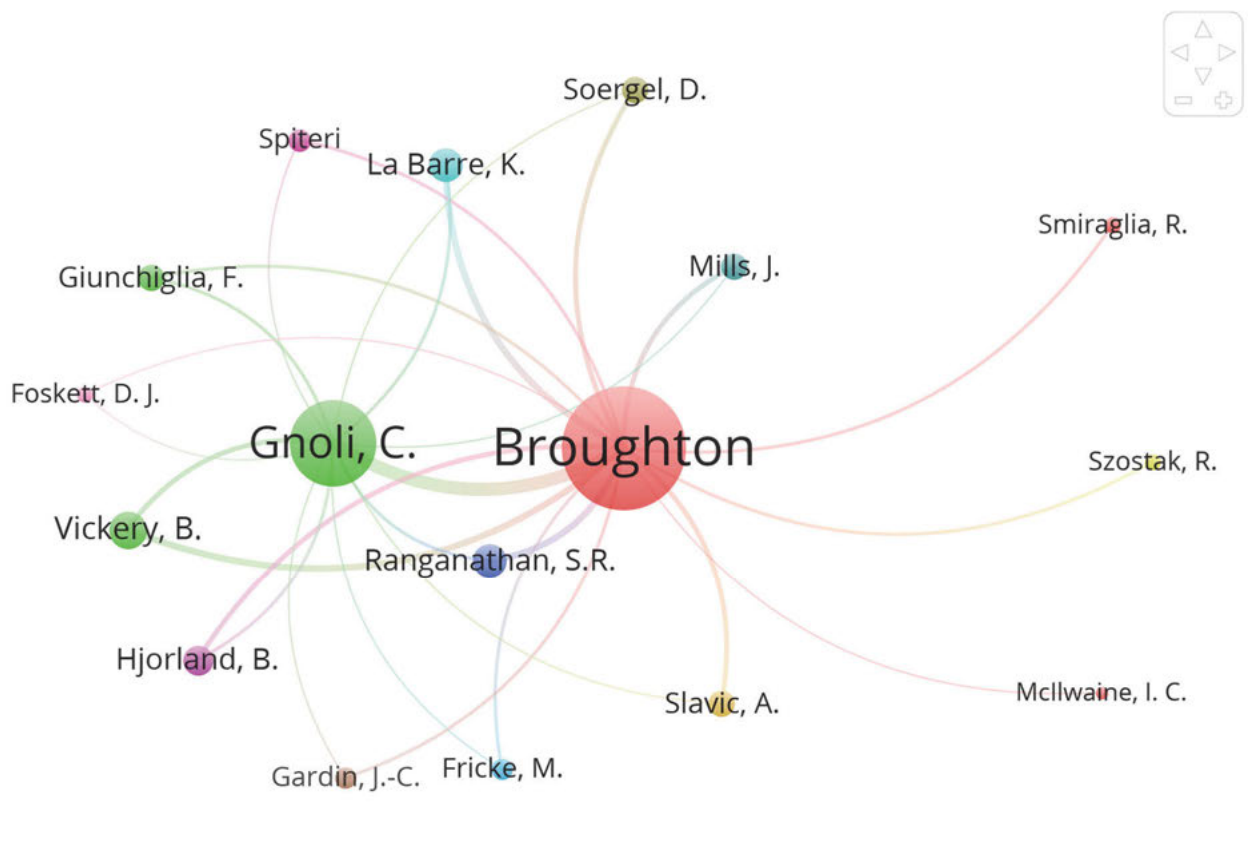 Soergel, D.
Spiteri
La Barre, K.
Smiraglia, R.
Giunchiglia, F.
Mills, J.
Foskett, D. J.
Gnoli, C.
Broughton
Szostak, R.
Vickery, B.
Ranganathan, S.R.
Hjorland, B.
Slavic, A.
McIlwaine, I. C.
Gardin, J.-C.
Fricke, M.